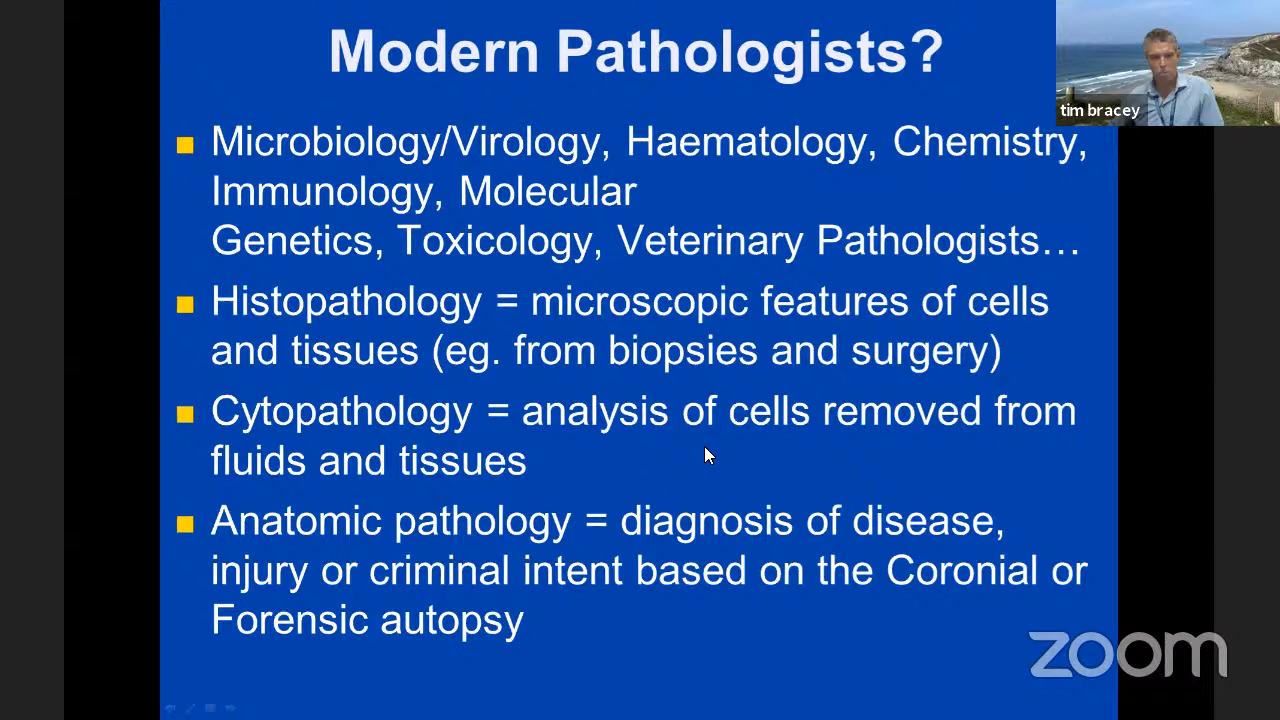 Modern Pathologists?
tim bracey
Microbiology/Virology, Haematology, Chemistry,
Immunology, Molecular
Genetics, Toxicology, Veterinary Pathologists…
Histopathology = microscopic features of cells
and tissues (eg. from biopsies and surgery)
Cytopathology = analysis of cells removed from
fluids and tissues
Anatomic pathology = diagnosis of disease,
injury or criminal intent based on the Coronial or
Forensic autopsy
zoom